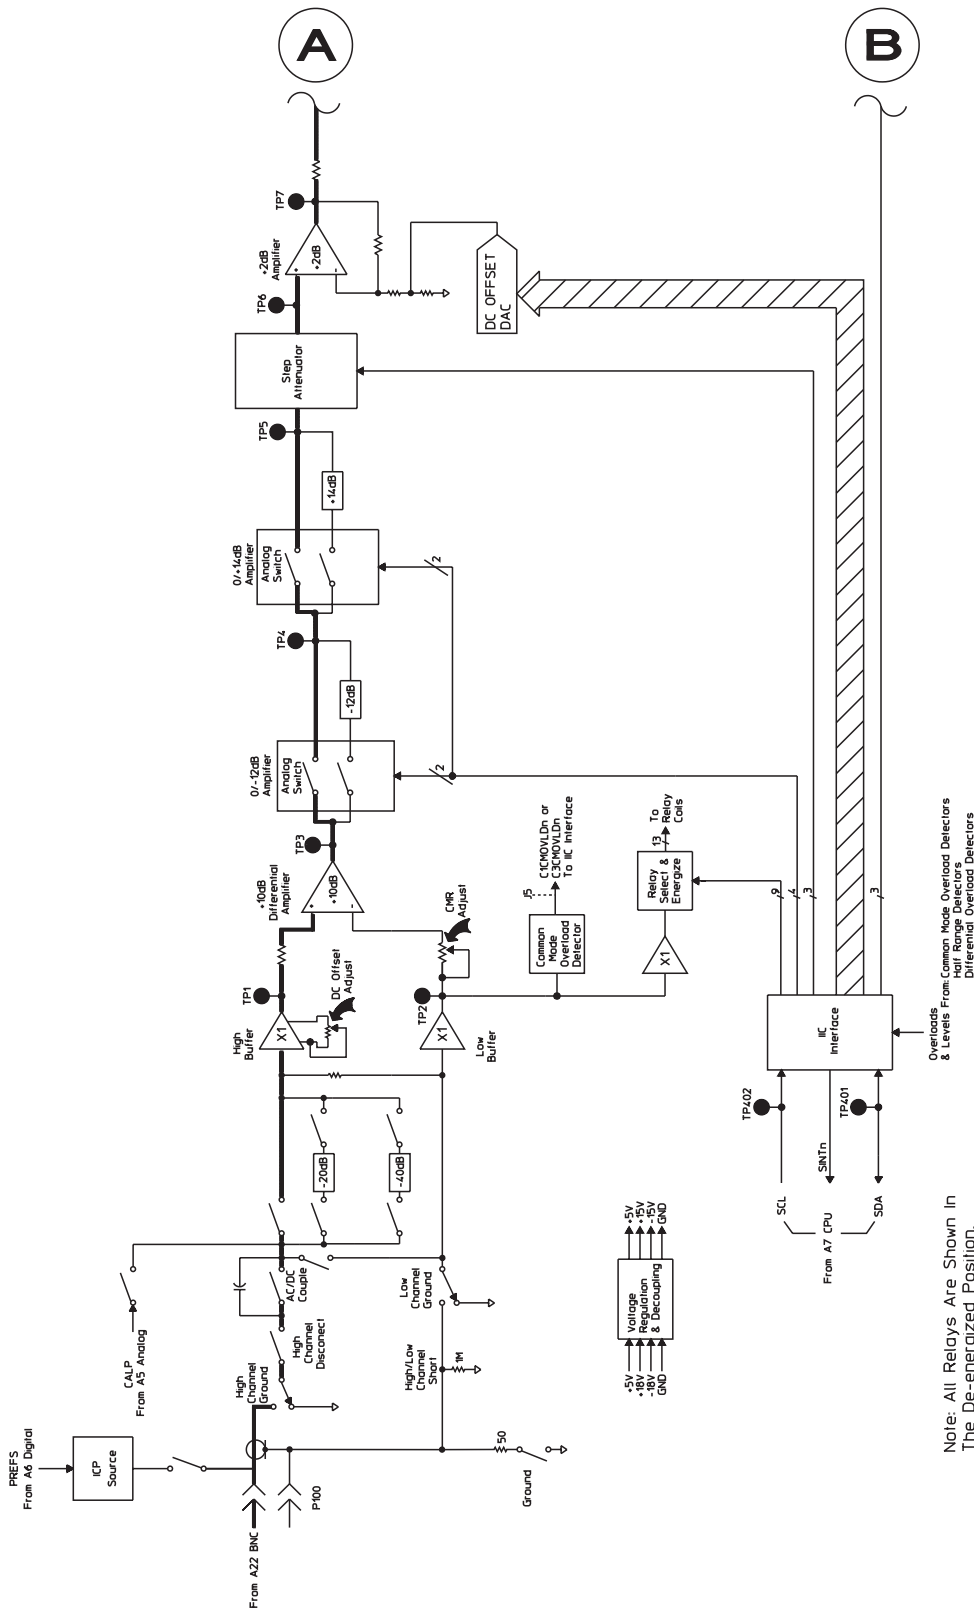 A
B
TP7
+2dB
Amplifier
+2dB
TP6
DC OFFSET
DAC
Step
Attenuator
TP5
+14dB
0/+14dB
Amplifier
Analog
Switch
2
TP4
-12dB
0/-12dB
Amplifier
Analog
Switch
2
TP3
+10dB
Differential
Amplifier
+10dB
CMR
Adjust
J5
C1CMOVLDn or
C3CMOVLDn
To IIC Interface
Common
Mode
Overload
Detector
To
Relay
Coils
13
Relay
Select &
Energize
X1
9
4
3
3
TP1
DC Offset
Adjust
High
Buffer
X1
TP2
X1
Low
Buffer
IIC
Interface
Overloads
& Levels From:
Common Mode Overload Detectors
Half Range Detectors
Differential Overload Detectors
TP402
TP401
SCL
SINTn
SDA
From A7 CPU
-20dB
-40dB
AC/DC
Couple
Low
Channel
Ground
High
Channel
Disconect
High
Channel
Ground
High/Low
Channel
Short
1M
CALP
From A5 Analog
PREFS
From A6 Digital
ICP
Source
From A22 BNC
P100
50
Ground
+5V
+15V
-15V
GND
Voltage
Regulation
& Decoupling
+5V
+18V
-18V
GND
Note: All Relays Are Shown In
The De-energized Position.